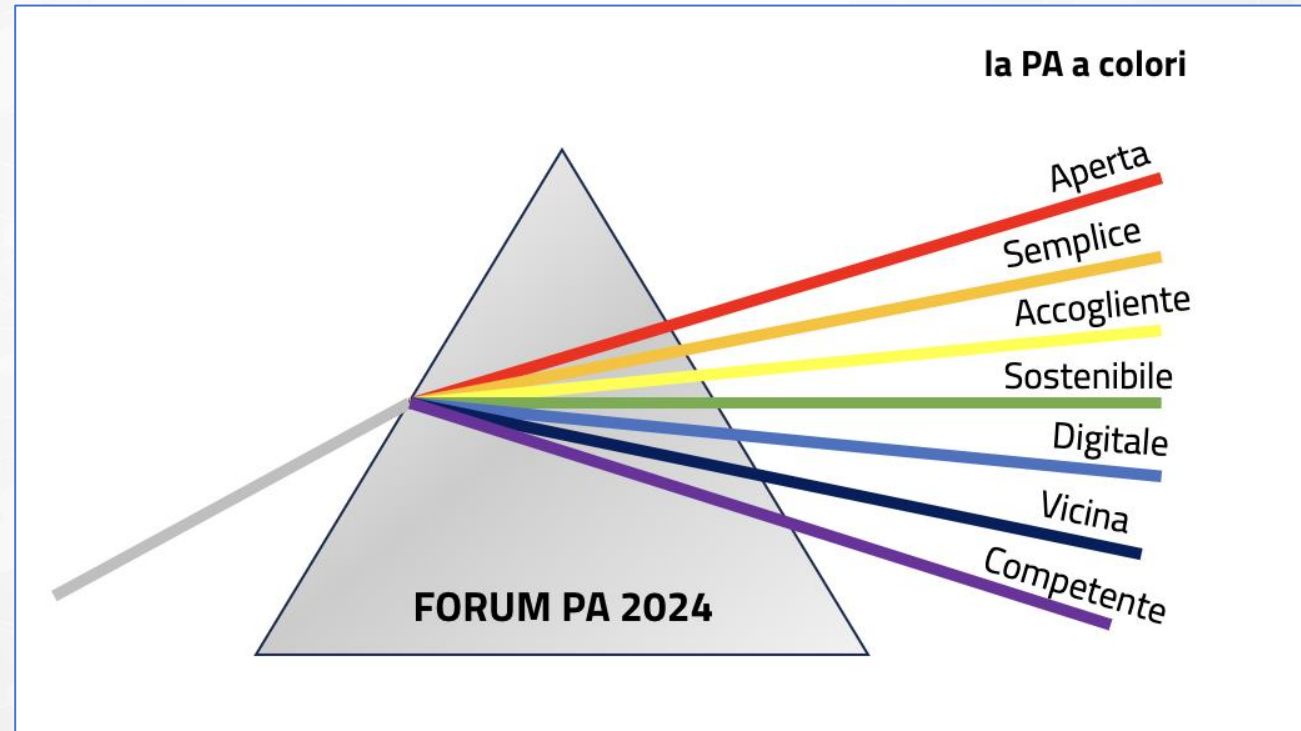 la PA a colori
Aperta
Semplice
Accogliente
Sostenibile
Digitale
Vicina
Competente
FORUM PA 2024